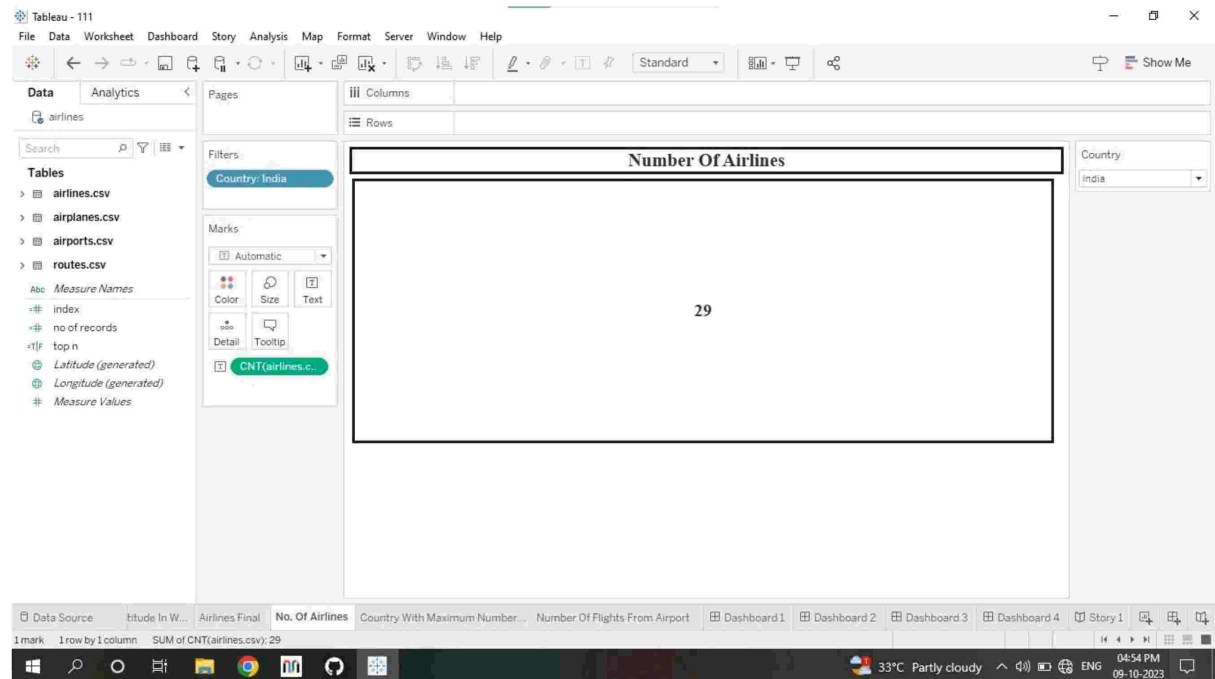 Tableau - 111
File Data Worksheet Dashboard Story Analysis Map Format Server Window Help
Standard
Show Me
Data Analytics
airlines
Search
Tables
airlines.csv
airplanes.csv
airports.csv
routes.csv
Abc Measure Names
=# index
=# no of records
=T|F top n
Latitude (generated)
Longitude (generated)
# Measure Values
Pages
Filters
Country: India
Marks
Automatic
Color Size Text
Detail Tooltip
CNT(airlines.c..
Columns
Rows
Number Of Airlines
29
Country
India
Data Source titude In W... Airlines Final No. Of Airlines Country With Maximum Number... Number Of Flights From Airport Dashboard 1 Dashboard 2 Dashboard 3 Dashboard 4 Story 1
1 mark 1 row by 1 column SUM of CNT(airlines.csv): 29
33°C Partly cloudy ENG 04:54 PM
09-10-2023